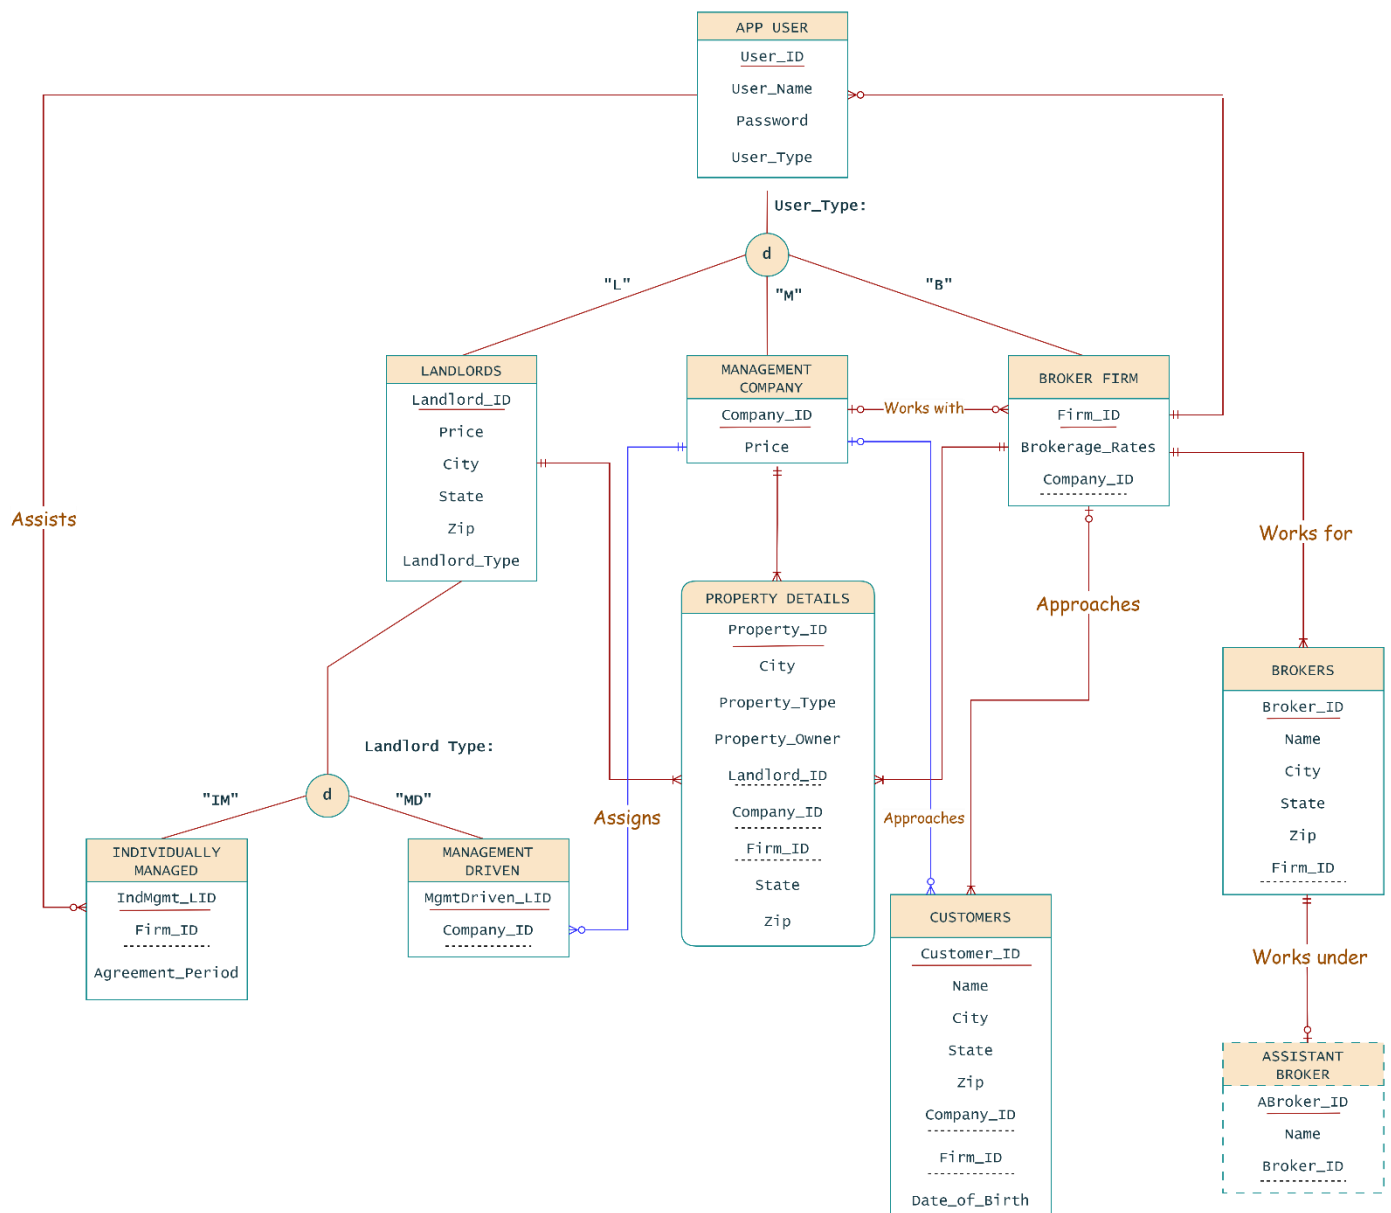 APP USER
User_ID
User_Name
Password
User_Type
User_Type:
d
"L"
"M"
"B"
LANDLORDS
Landlord_ID
Price
City
State
Zip
Landlord_Type
MANAGEMENT
COMPANY
Company_ID
Price
Works with
BROKER FIRM
Firm_ID
Brokerage_Rates
Company_ID
Assists
Works for
Approaches
PROPERTY DETAILS
Property_ID
City
Property_Type
Property_Owner
Landlord_ID
Company_ID
Firm_ID
State
Zip
BROKERS
Broker_ID
Name
City
State
Zip
Firm_ID
Landlord Type:
d
"IM"
"MD"
Assigns
Approaches
INDIVIDUALLY
MANAGED
IndMgmt_LID
Firm_ID
Agreement_Period
MANAGEMENT
DRIVEN
MgmtDriven_LID
Company_ID
CUSTOMERS
Customer_ID
Name
City
State
Zip
Company_ID
Firm_ID
Date_of_Birth
Works under
ASSISTANT
BROKER
ABroker_ID
Name
Broker_ID